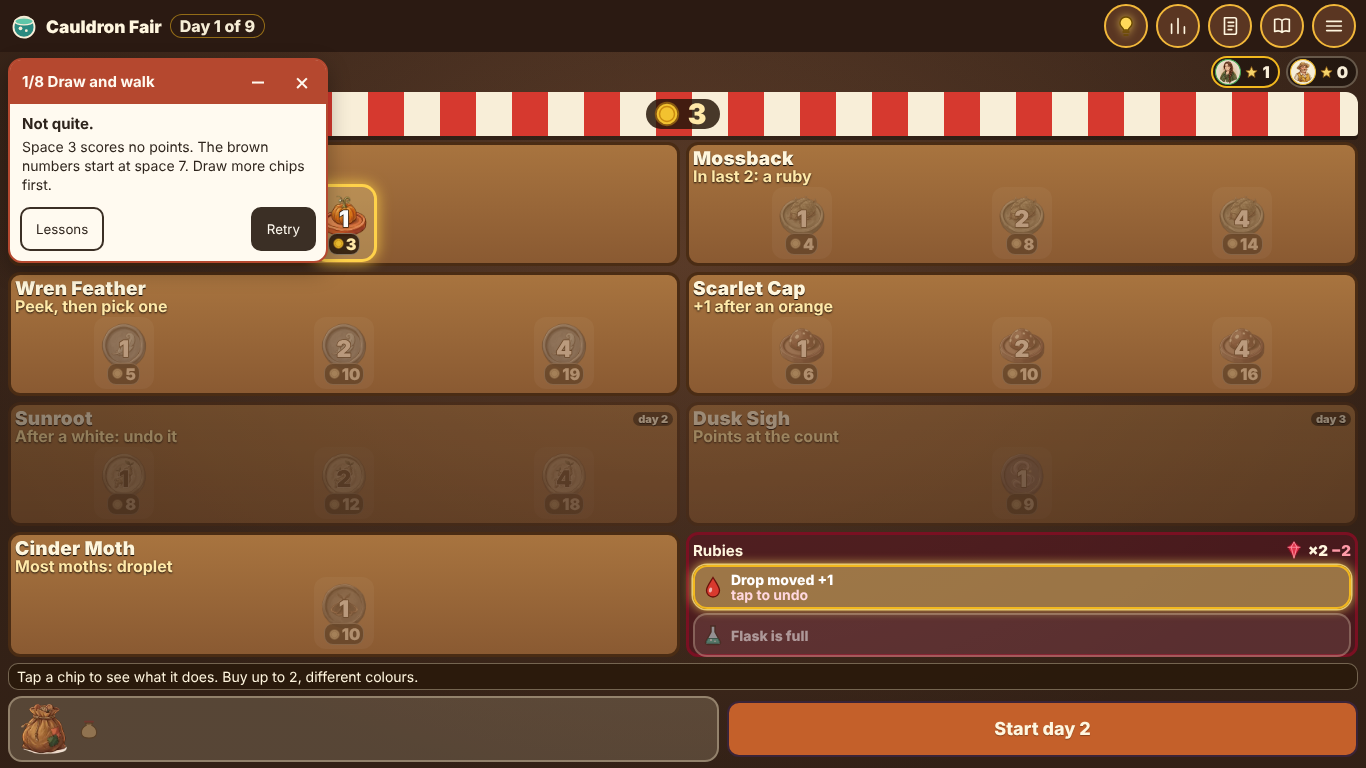 Cauldron Fair
Day 1 of 9
1
0
1/8 Draw and walk
Not quite.
Space 3 scores no points. The brown
numbers start at space 7. Draw more chips
first.
Lessons
Retry
3
1
3
Mossback
In last 2: a ruby
1
2
4
4
8
14
Wren Feather
Peek, then pick one
1
2
4
5
10
19
Scarlet Cap
+1 after an orange
1
2
4
6
10
16
Sunroot
day 2
After a white: undo it
1
2
4
8
12
18
Dusk Sigh
day 3
Points at the count
1
9
Cinder Moth
Most moths: droplet
1
10
Rubies
×2 −2
Drop moved +1
tap to undo
Flask is full
Tap a chip to see what it does. Buy up to 2, different colours.
Start day 2